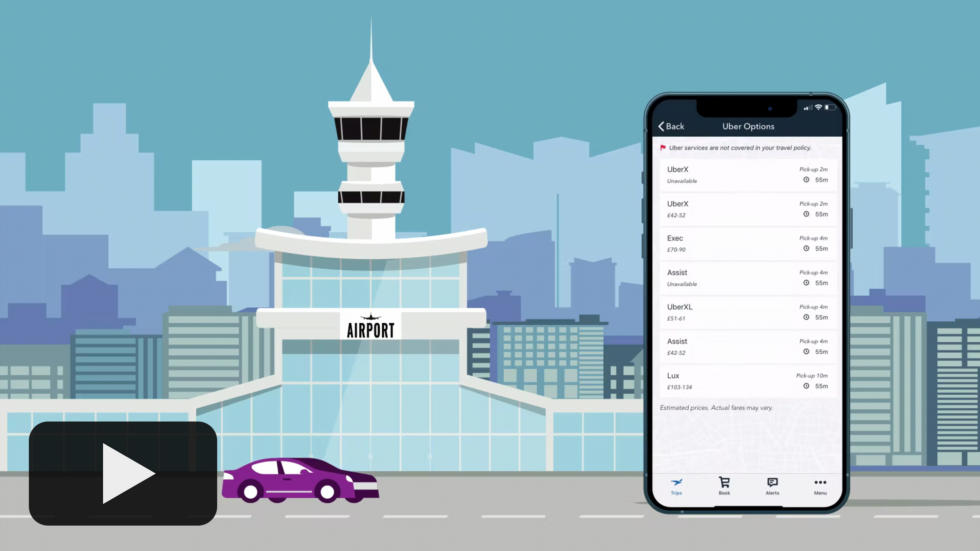 AIRPORT
Back
Uber Options
Uber services are not covered in your travel policy.
UberX
Pick-up 2m
Unavailable
55m
UberX
Pick-up 2m
£42-52
55m
Exec
Pick-up 4m
£70-90
55m
Assist
Pick-up 4m
Unavailable
55m
UberXL
Pick-up 4m
£51-61
55m
Assist
Pick-up 4m
£42-52
55m
Lux
Pick-up 10m
£103-134
55m
Estimated prices. Actual fares may vary.
Trips
Book
Alerts
Menu